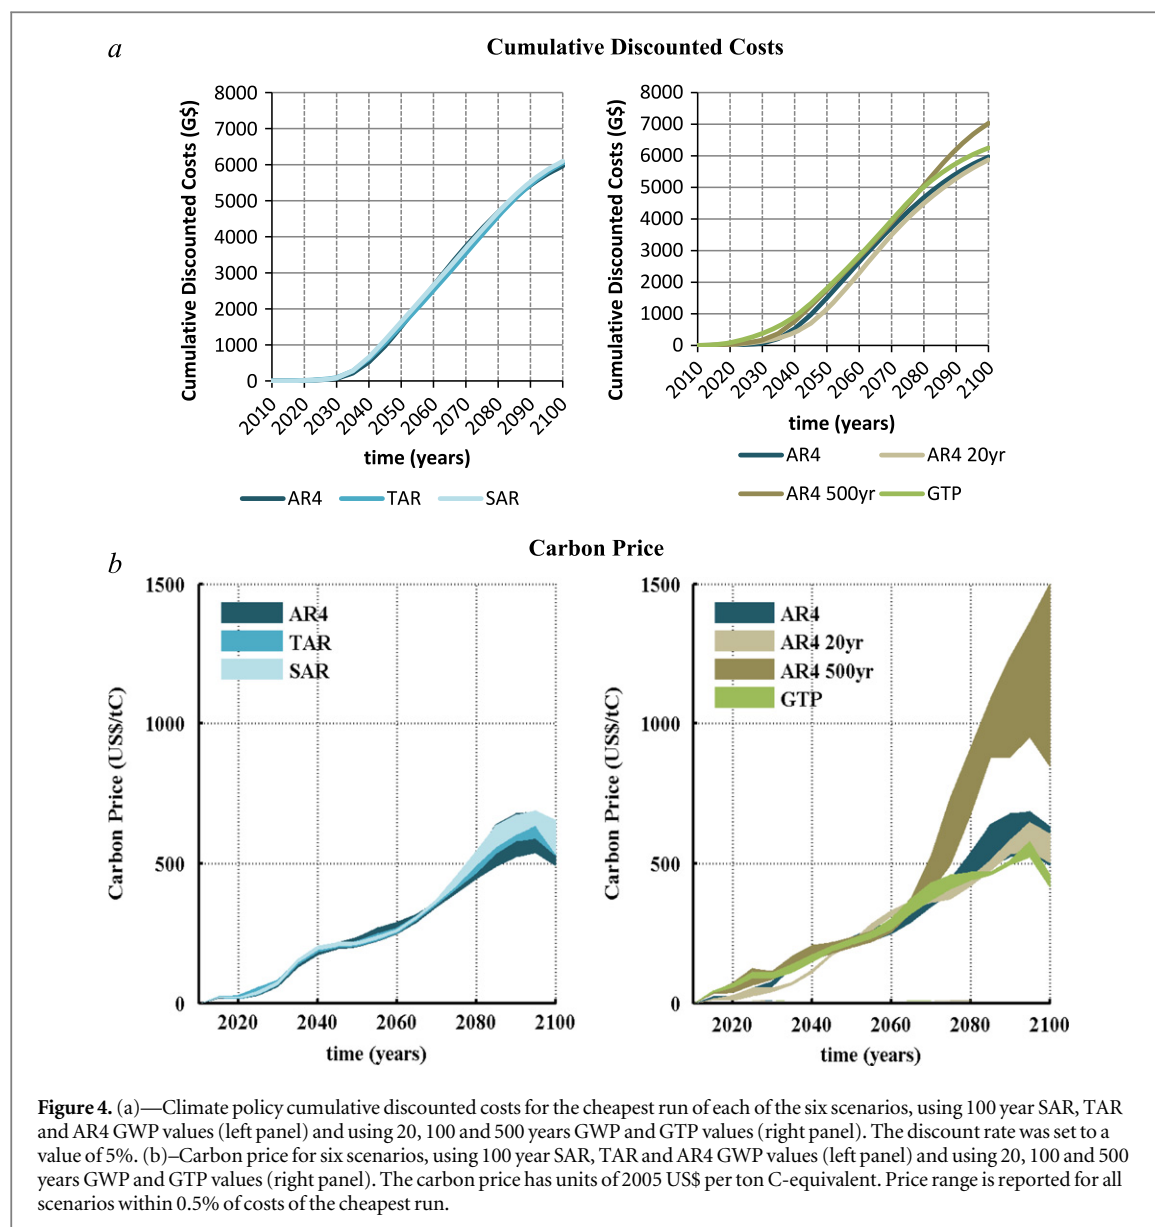 a
Cumulative Discounted Costs
Cumulative Discounted Costs (G$)
8000
7000
6000
5000
4000
3000
2000
1000
0
2010
2020
2030
2040
2050
2060
2070
2080
2090
2100
time (years)
AR4 TAR SAR
Cumulative Discounted Costs (G$)
8000
7000
6000
5000
4000
3000
2000
1000
0
2010
2020
2030
2040
2050
2060
2070
2080
2090
2100
time (years)
AR4 AR4 20yr
AR4 500yr GTP
b
Carbon Price
Carbon Price (US$/tC)
1500
1000
500
0
AR4
TAR
SAR
2020 2040 2060 2080 2100
time (years)
Carbon Price (US$/tC)
1500
1000
500
0
AR4
AR4 20yr
AR4 500yr
GTP
2020 2040 2060 2080 2100
time (years)
Figure 4. (a)—Climate policy cumulative discounted costs for the cheapest run of each of the six scenarios, using 100 year SAR, TAR
and AR4 GWP values (left panel) and using 20, 100 and 500 years GWP and GTP values (right panel). The discount rate was set to a
value of 5%. (b)–Carbon price for six scenarios, using 100 year SAR, TAR and AR4 GWP values (left panel) and using 20, 100 and 500
years GWP and GTP values (right panel). The carbon price has units of 2005 US$ per ton C-equivalent. Price range is reported for all
scenarios within 0.5% of costs of the cheapest run.